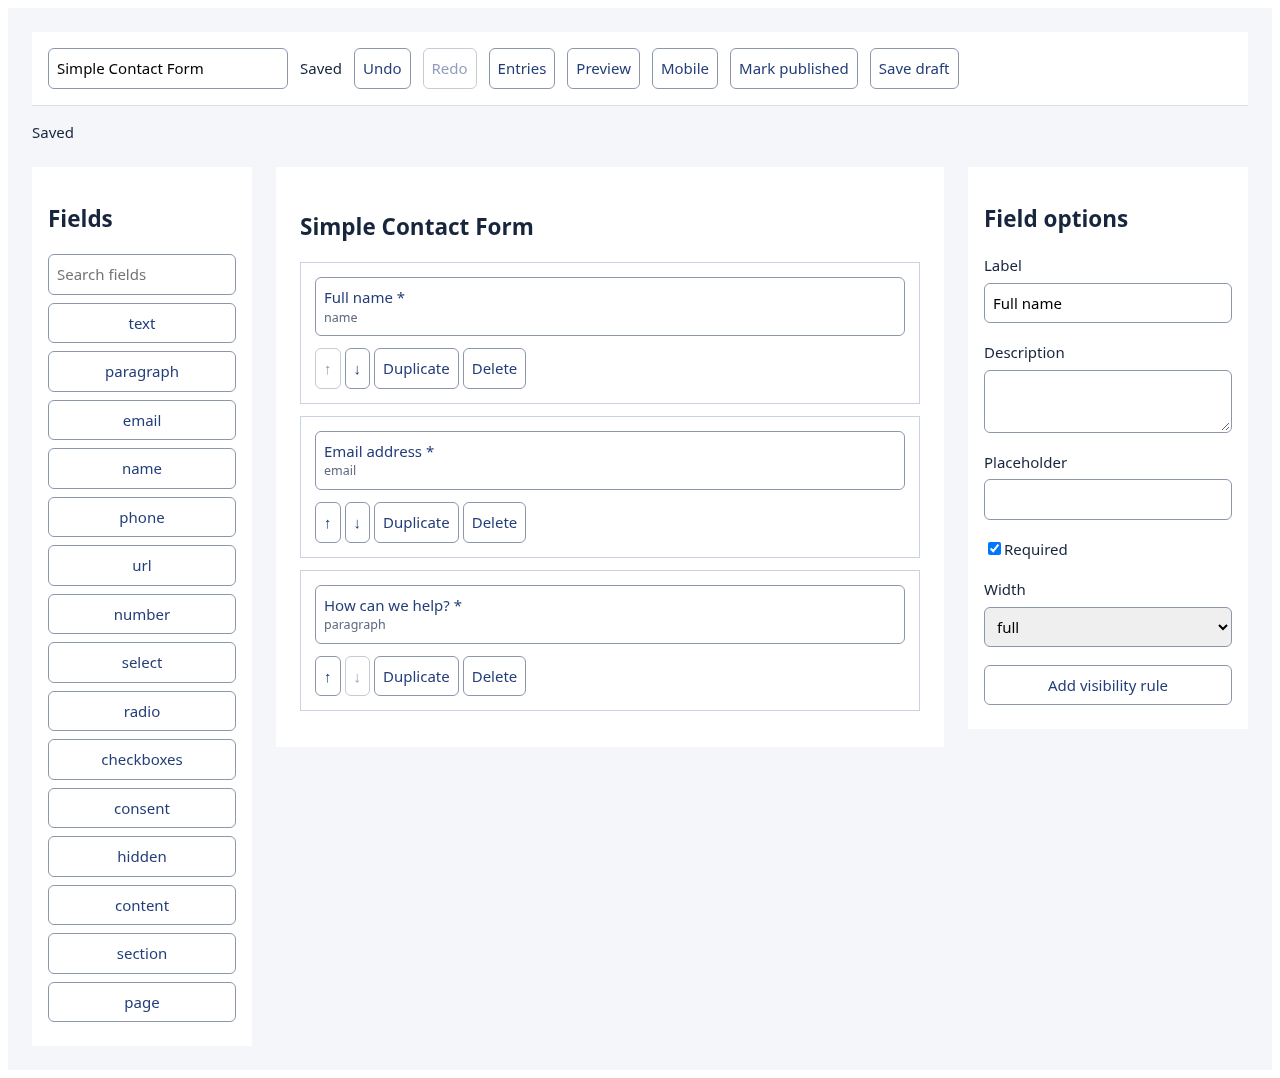 Simple Contact Form Saved Undo Redo Entries Preview Mobile Mark published Save draft
Saved
Fields
Search fields
text
paragraph
email
name
phone
url
number
select
radio
checkboxes
consent
hidden
content
section
page
Simple Contact Form
Full name *
name
↑ ↓ Duplicate Delete
Email address *
email
↑ ↓ Duplicate Delete
How can we help? *
paragraph
↑ ↓ Duplicate Delete
Field options
Label
Full name
Description
Placeholder
Required
Width
full
Add visibility rule